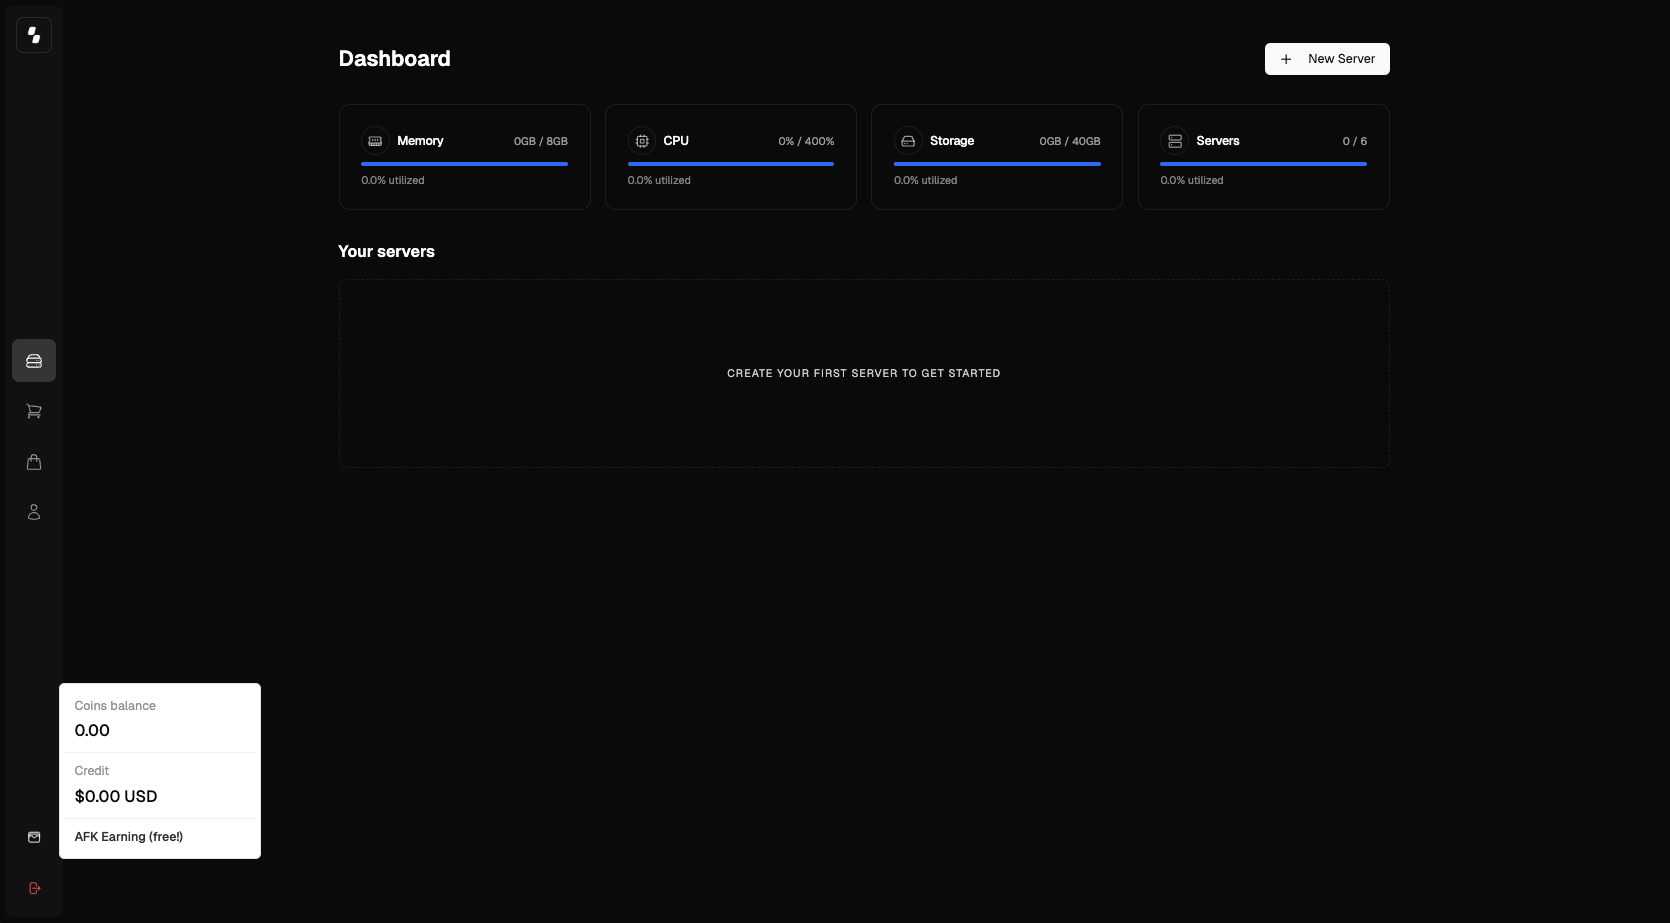 Dashboard
New Server
Memory
0GB / 8GB
0.0% utilized
CPU
0% / 400%
0.0% utilized
Storage
0GB / 40GB
0.0% utilized
Servers
0 / 6
0.0% utilized
Your servers
CREATE YOUR FIRST SERVER TO GET STARTED
Coins balance
0.00
Credit
$0.00 USD
AFK Earning (free!)